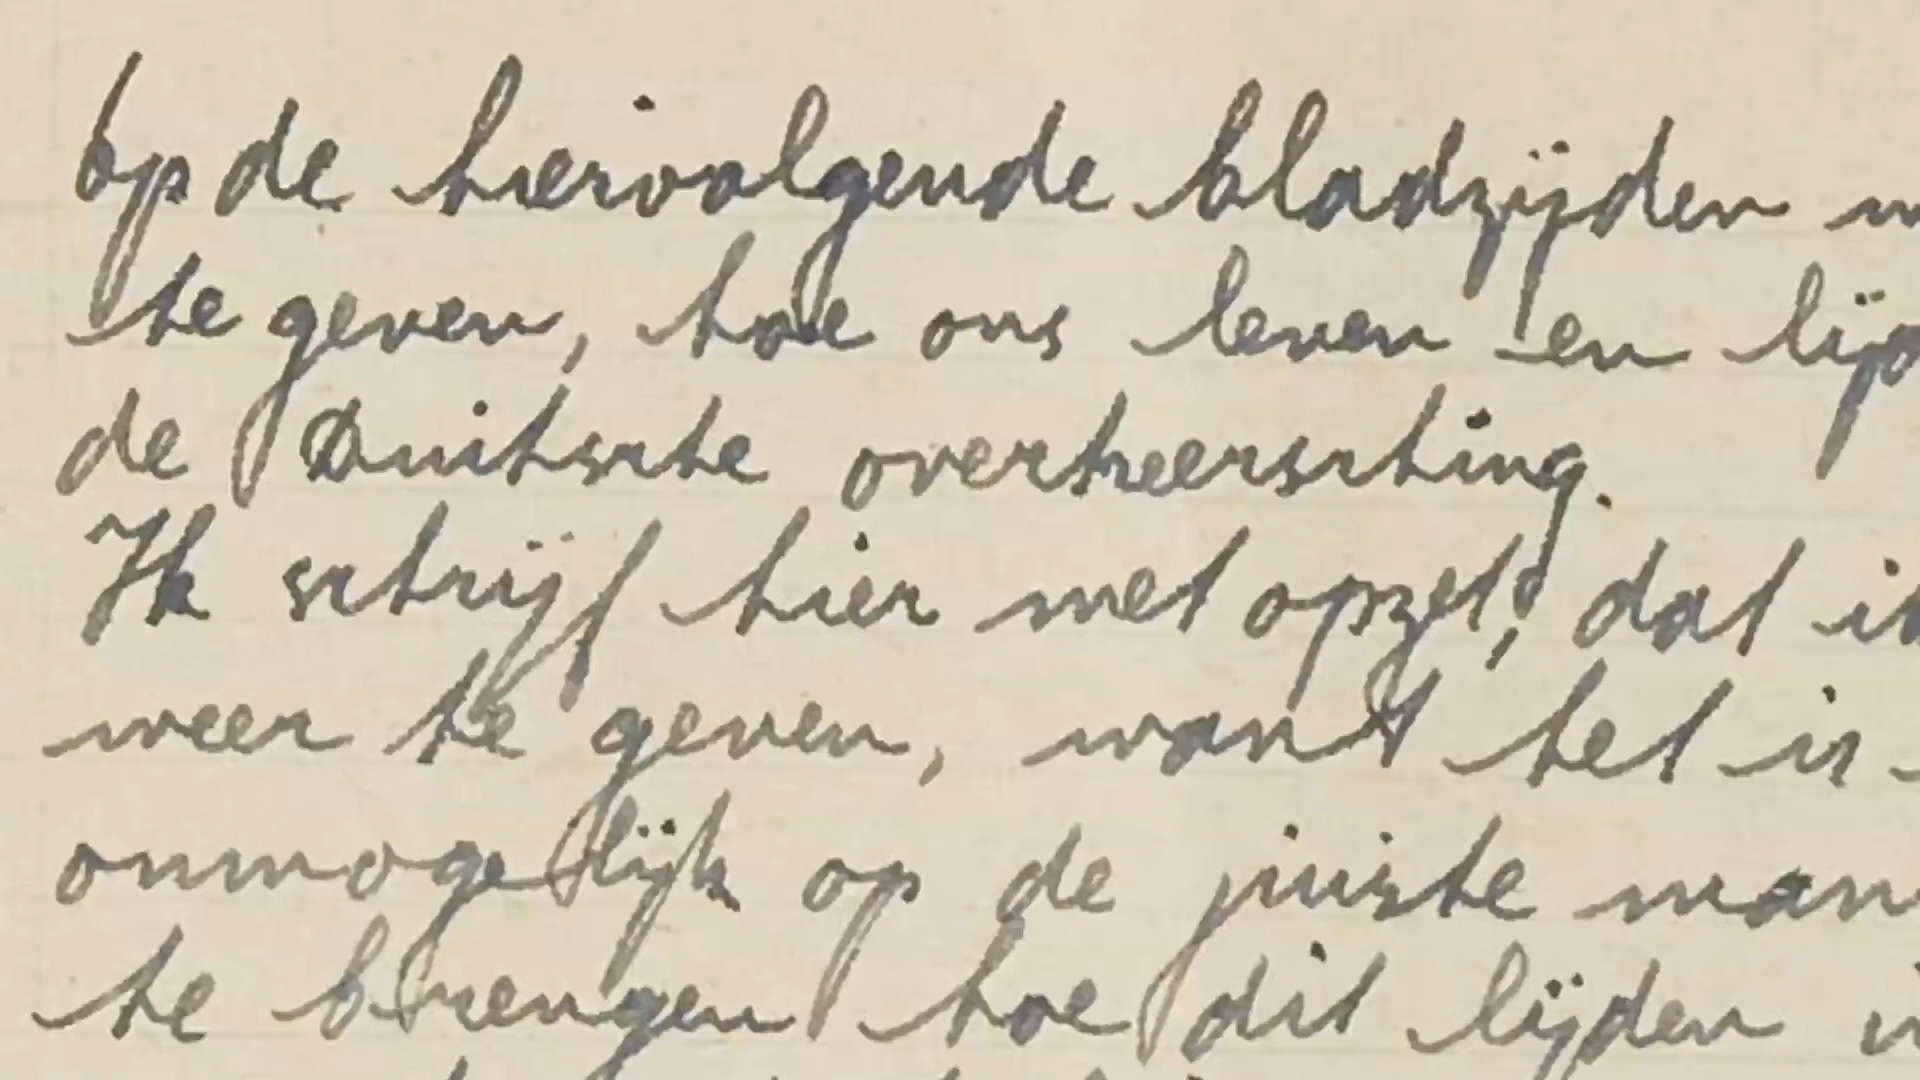 op de hiervolgende bladzijden
te geven, hoe ons leven en
de Duitsche overheersching.
Ik schrijf hier met opzet, dat
weer te geven, want het is
onmogelijk op de juiste
te brengen hoe dit lijden